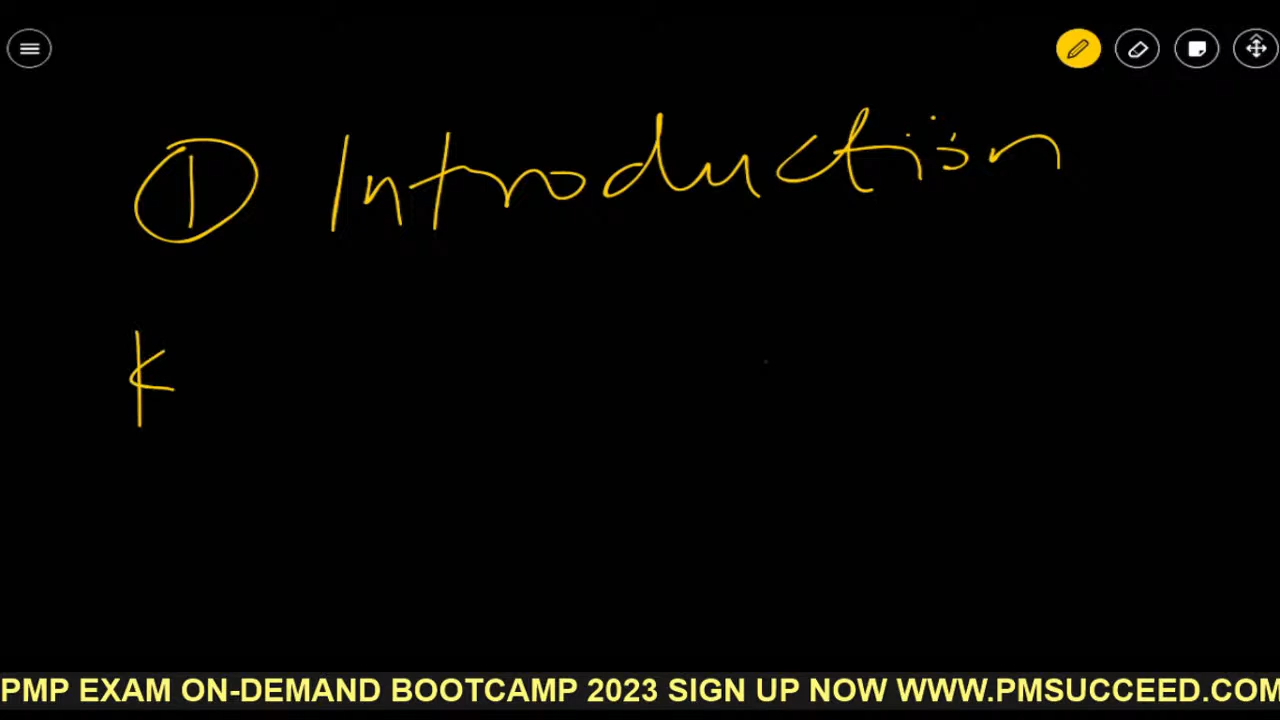 ① Introduction
K
PMP EXAM ON-DEMAND BOOTCAMP 2023 SIGN UP NOW WWW.PMSUCCEED.COM